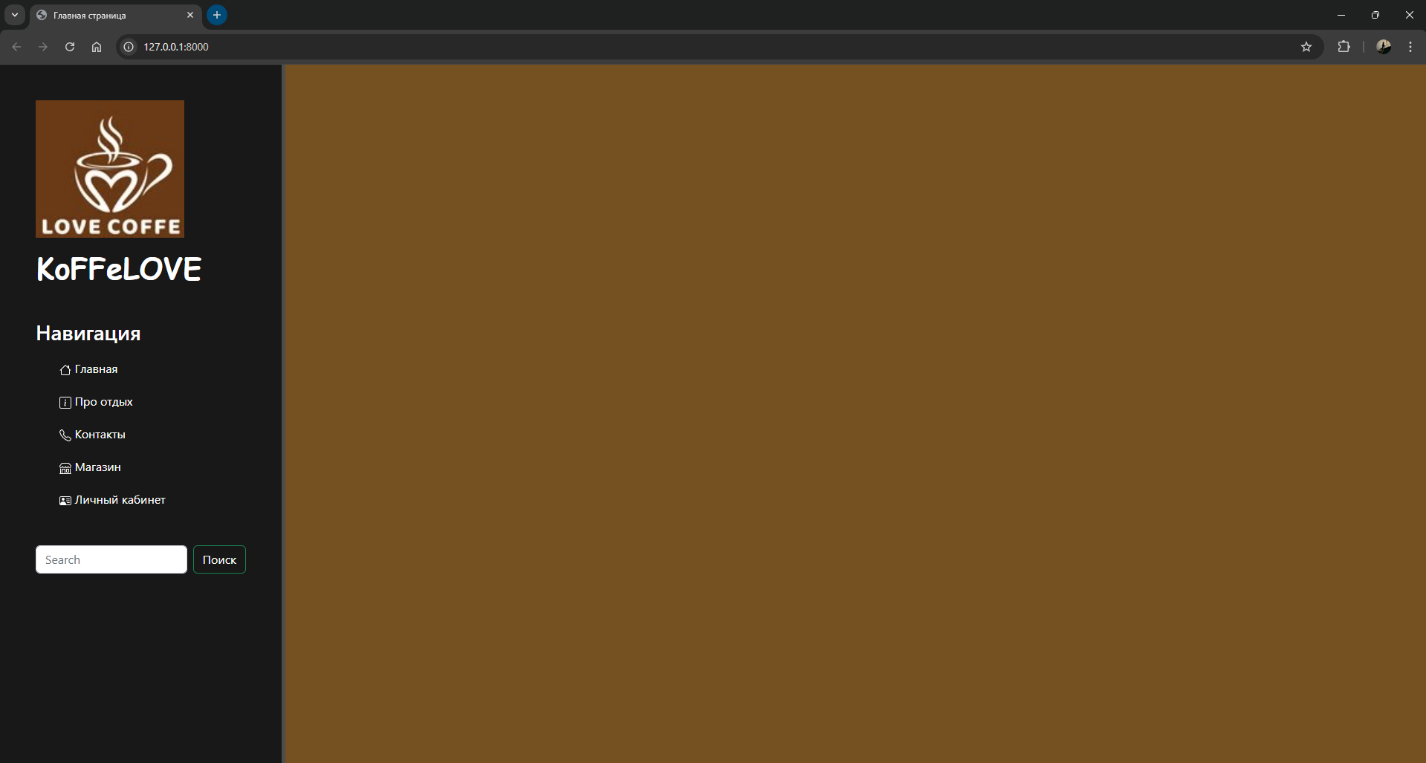 Главная страница
127.0.0.1:8000
LOVE COFFE
KoFFeLOVE
Навигация
Главная
Про отдых
Контакты
Магазин
Личный кабинет
Search
Поиск